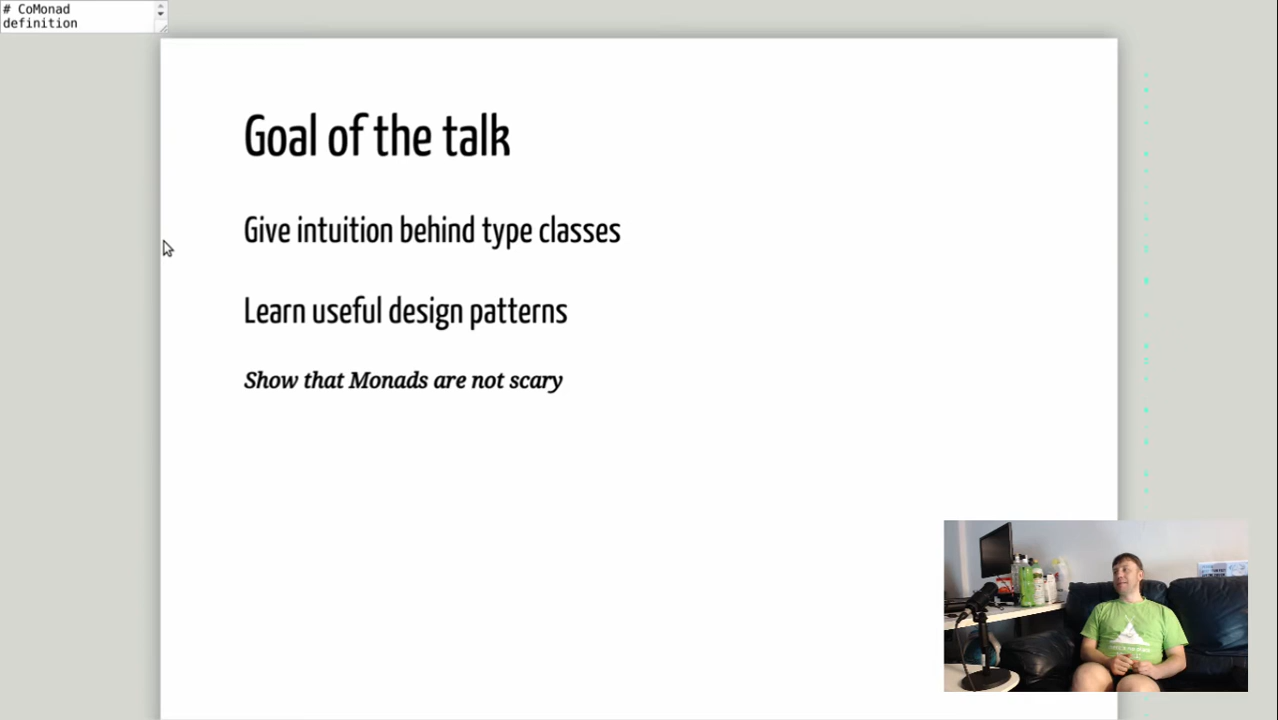 # CoMonad
definition
Goal of the talk
Give intuition behind type classes
Learn useful design patterns
Show that Monads are not scary